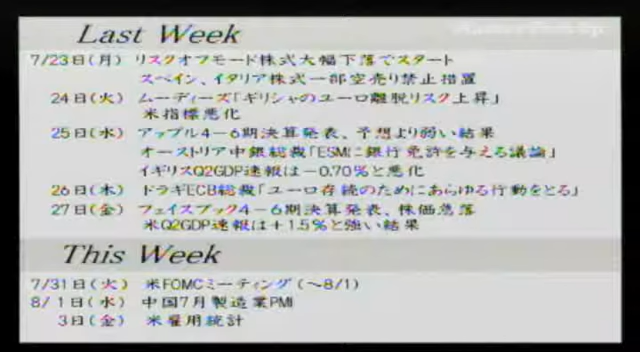 Last Week
7/23日(月) リスクオフモード株式大幅下落でスタート
スペイン、イタリア株式一部空売り禁止措置
24日(火) ムーディーズ「ギリシャのユーロ離脱リスク上昇」
米指標悪化
25日(水) アップル4-6期決算発表、予想より弱い結果
オーストリア中銀総裁「ESMに銀行免許を与える議論」
イギリスQ2GDP速報は-0.70%と悪化
26日(木) ドラギECB総裁「ユーロ存続のためにあらゆる行動をとる」
27日(金) フェイスブック4-6期決算発表、株価急落
米Q2GDP速報は+1.5%と強い結果
This Week
7/31日(火) 米FOMCミーティング(～8/1)
8/1日(水) 中国7月製造業PMI
3日(金) 米雇用統計